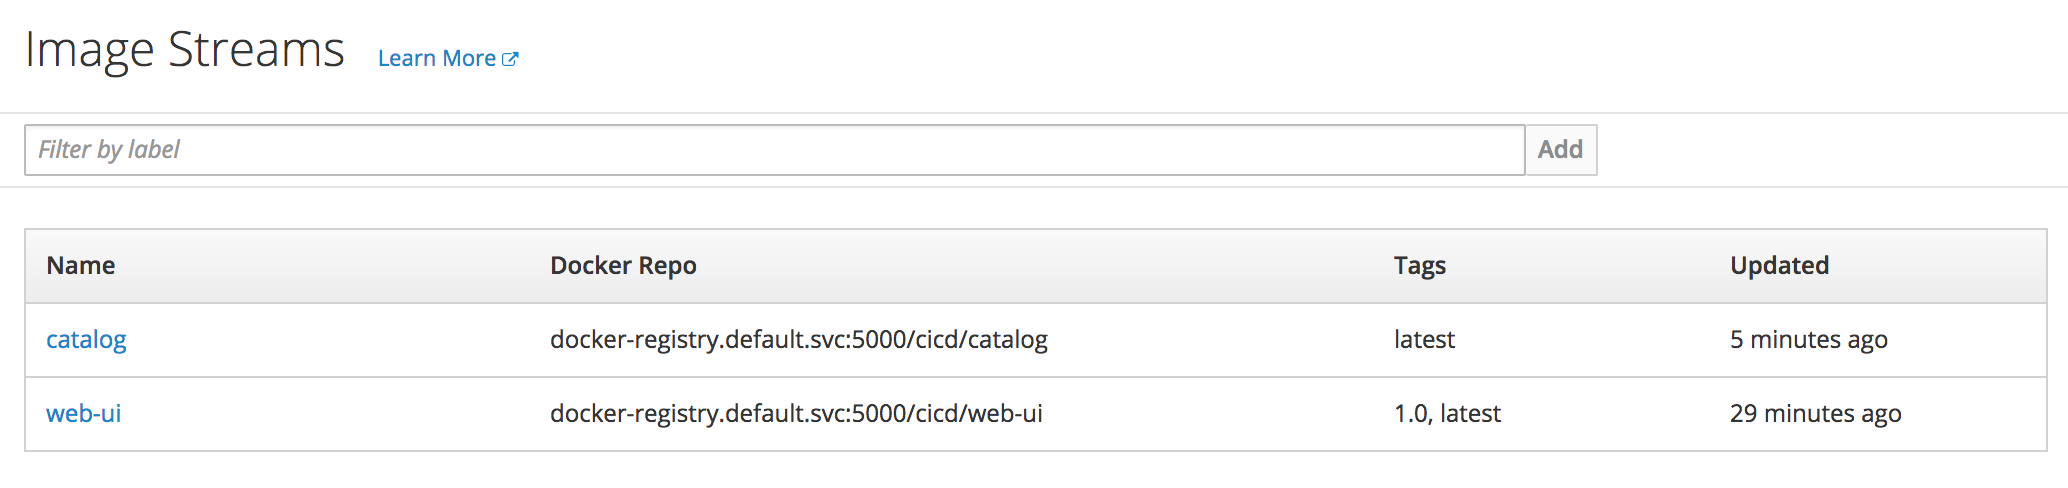 Image Streams Learn More
Filter by label Add
Name Docker Repo Tags Updated
catalog docker-registry.default.svc:5000/cicd/catalog latest 5 minutes ago
web-ui docker-registry.default.svc:5000/cicd/web-ui 1.0, latest 29 minutes ago